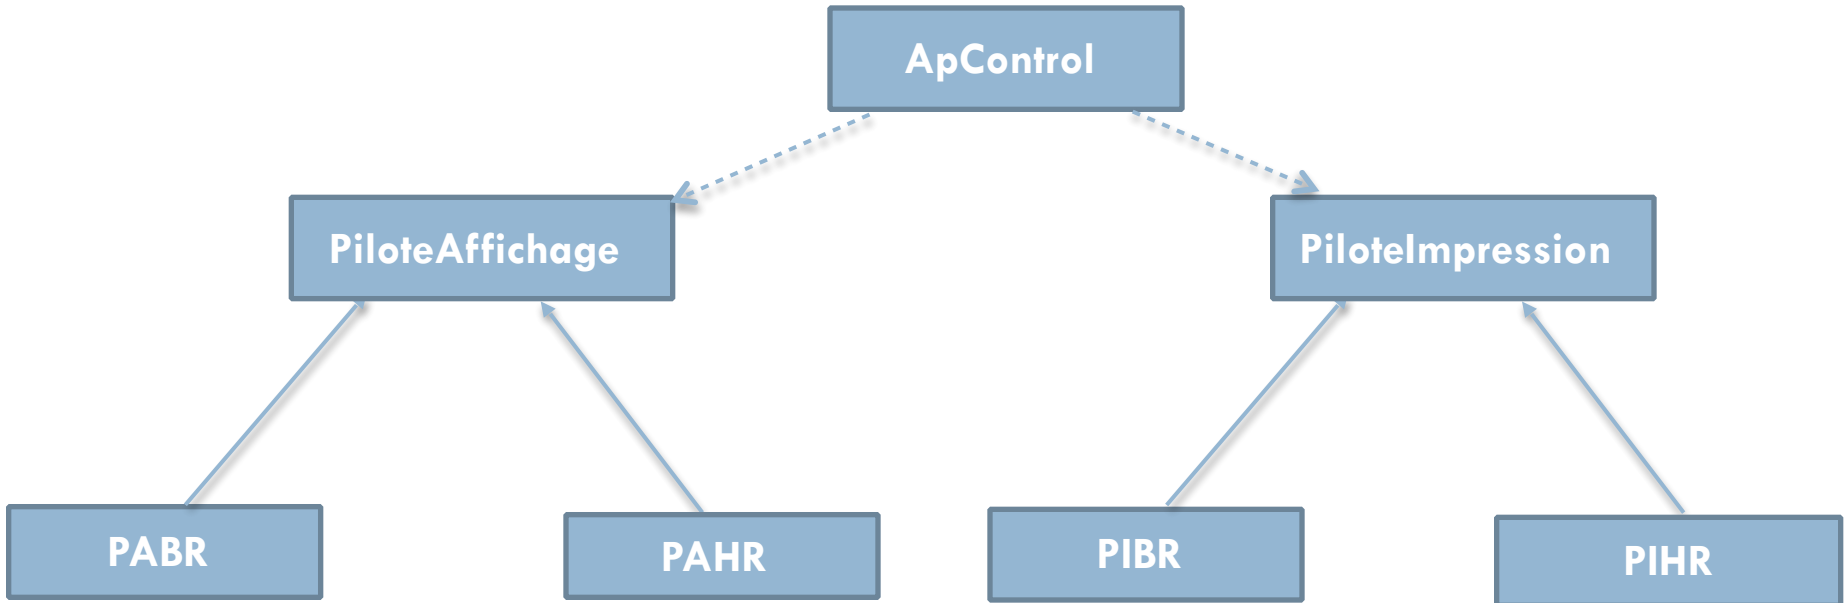 ApControl
PiloteAffichage
PiloteImpression
PABR
PAHR
PIBR
PIHR